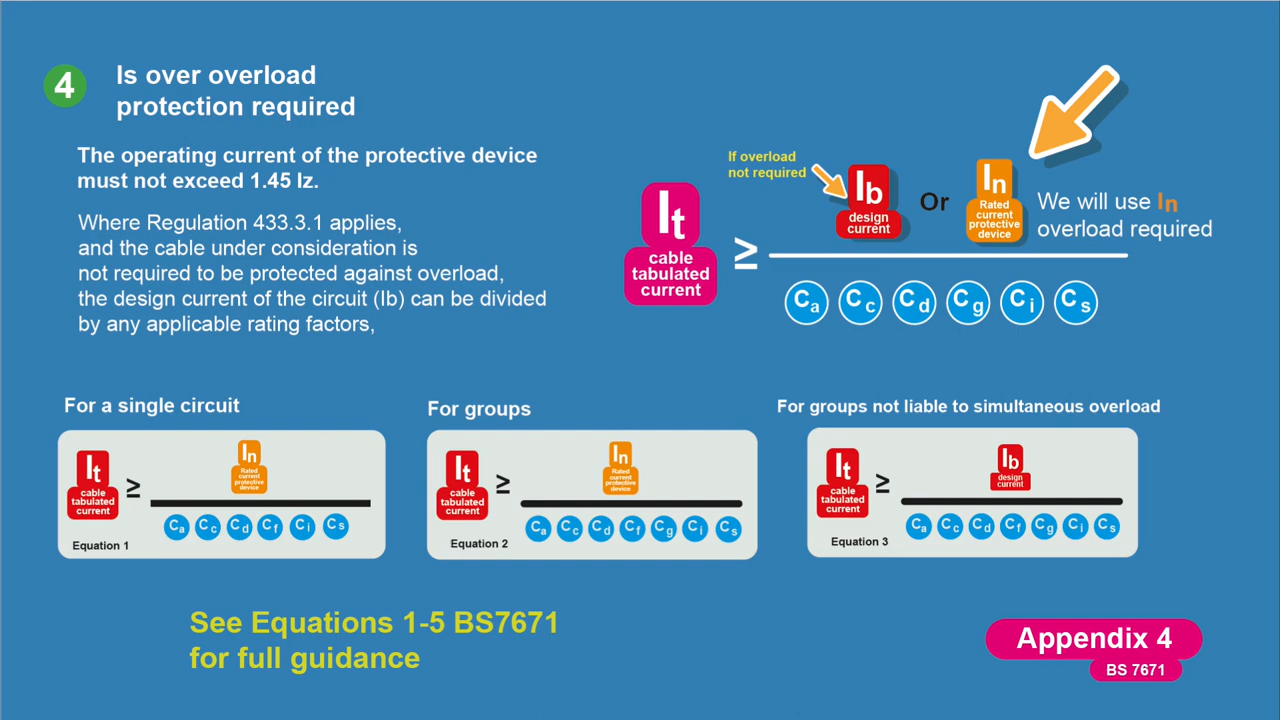 4
Is over overload
protection required
The operating current of the protective device
must not exceed 1.45 Iz.
Where Regulation 433.3.1 applies,
and the cable under consideration is
not required to be protected against overload,
the design current of the circuit (Ib) can be divided
by any applicable rating factors,
It
cable
tabulated
current
≥
If overload
not required
Ib
design
current
Or
In
Rated
current
protective
device
We will use In
overload required
Ca Cc Cd Cg Ci Cs
For a single circuit
It
cable
tabulated
current
≥
In
Rated
current
protective
device
Ca Cc Cd Cf Ci Cs
Equation 1
For groups
It
cable
tabulated
current
≥
In
Rated
current
protective
device
Ca Cc Cd Cf Cg Ci Cs
Equation 2
For groups not liable to simultaneous overload
It
cable
tabulated
current
≥
Ib
design
current
Ca Cc Cd Cf Cg Ci Cs
Equation 3
See Equations 1-5 BS7671
for full guidance
Appendix 4
BS 7671